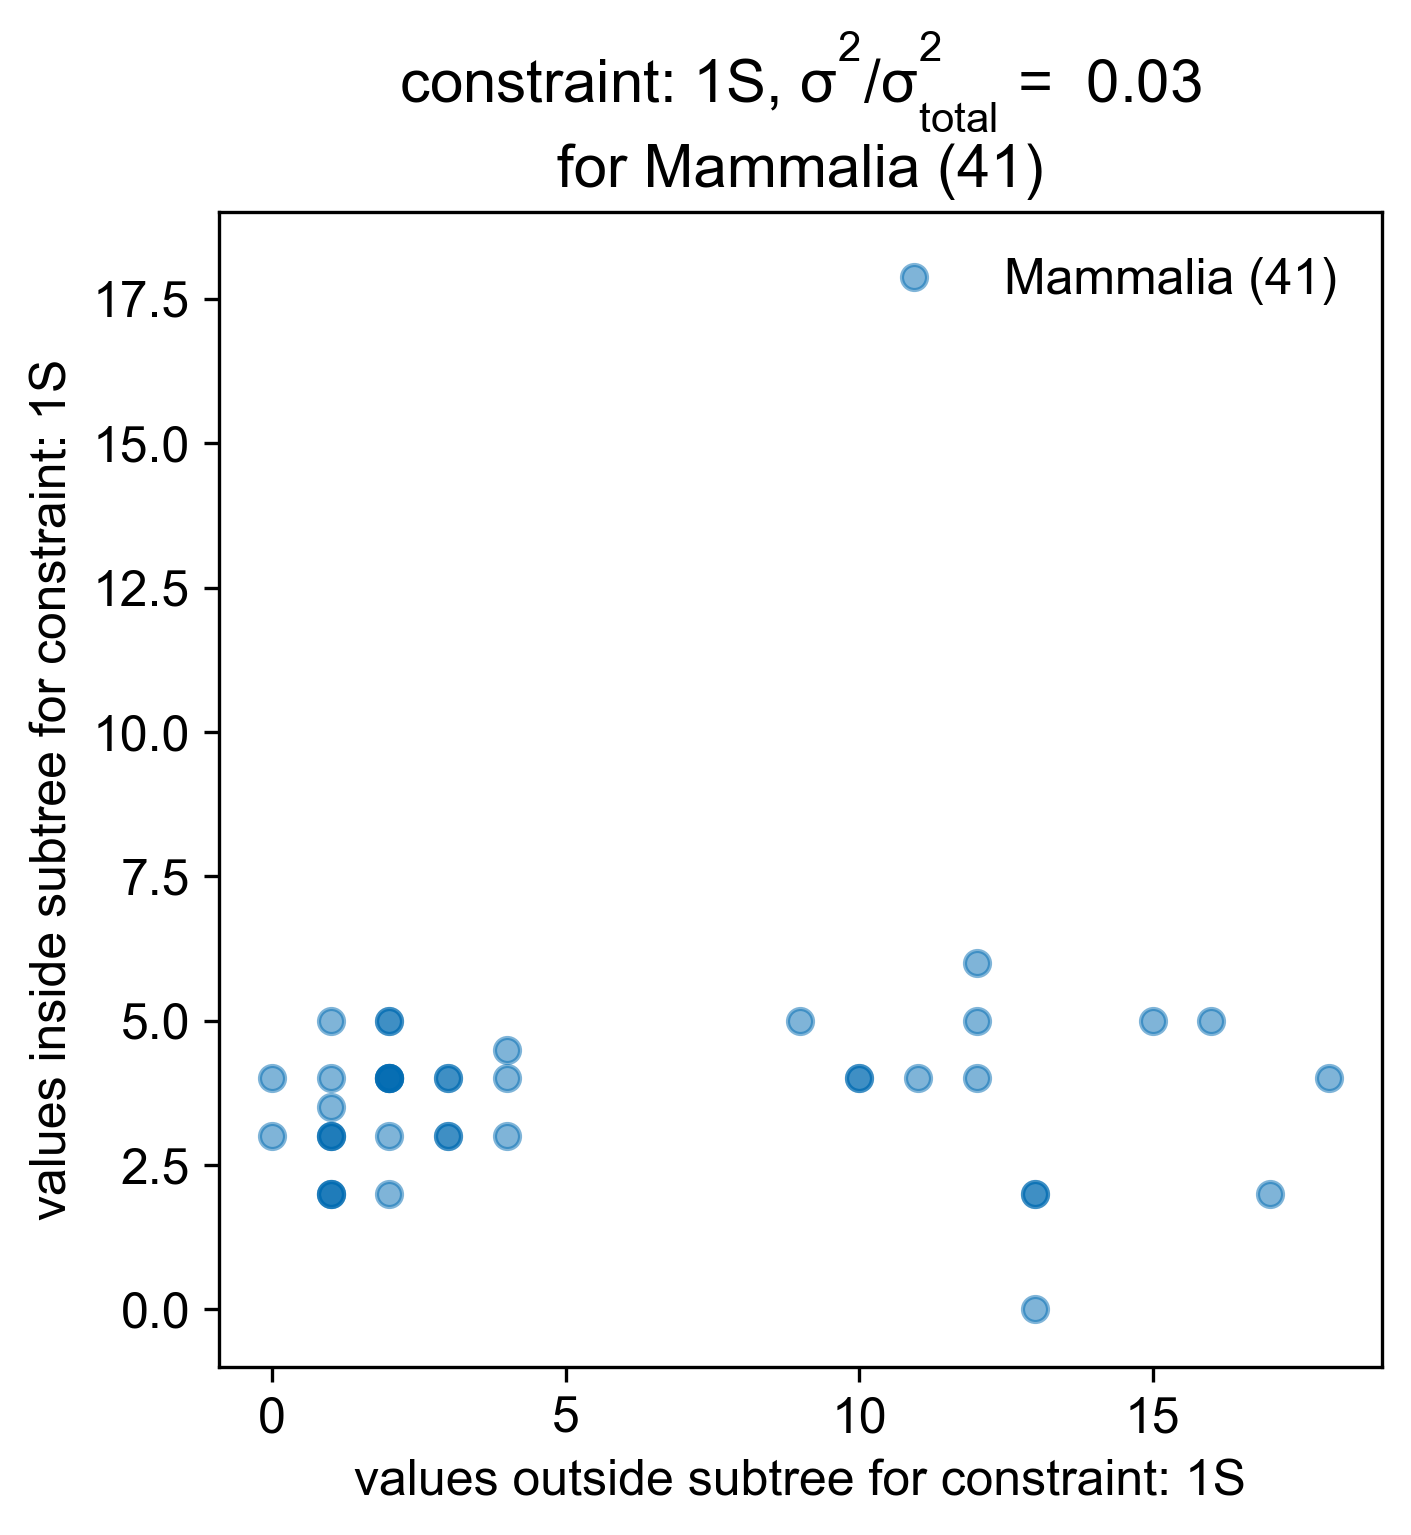 constraint: 1S, σ²/σ²total = 0.03
for Mammalia (41)
Mammalia (41)
17.5
15.0
12.5
10.0
7.5
5.0
2.5
0.0
values inside subtree for constraint: 1S
0 5 10 15
values outside subtree for constraint: 1S